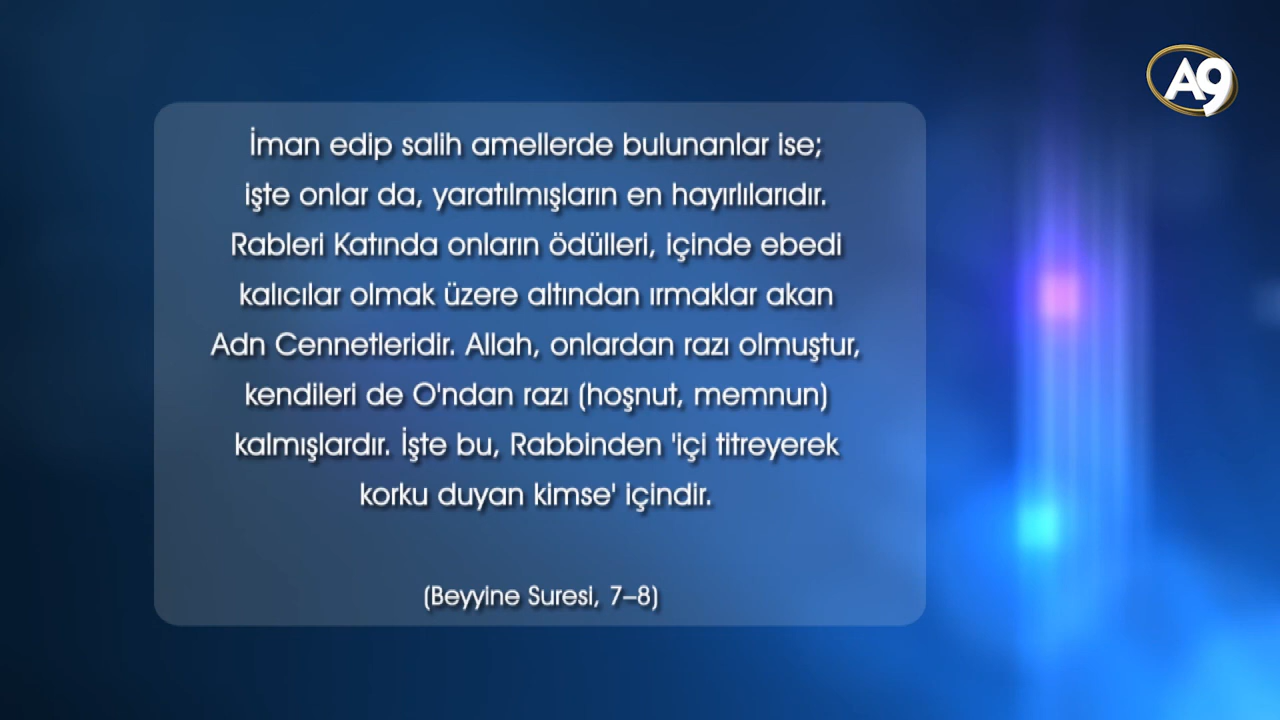 A9
İman edip salih amellerde bulunanlar ise;
işte onlar da, yaratılmışların en hayırlılarıdır.
Rableri Katında onların ödülleri, içinde ebedi
kalıcılar olmak üzere altından ırmaklar akan
Adn Cennetleridir. Allah, onlardan razı olmuştur,
kendileri de O'ndan razı (hoşnut, memnun)
kalmışlardır. İşte bu, Rabbinden 'içi titreyerek
korku duyan kimse' içindir.
(Beyyine Suresi, 7–8)